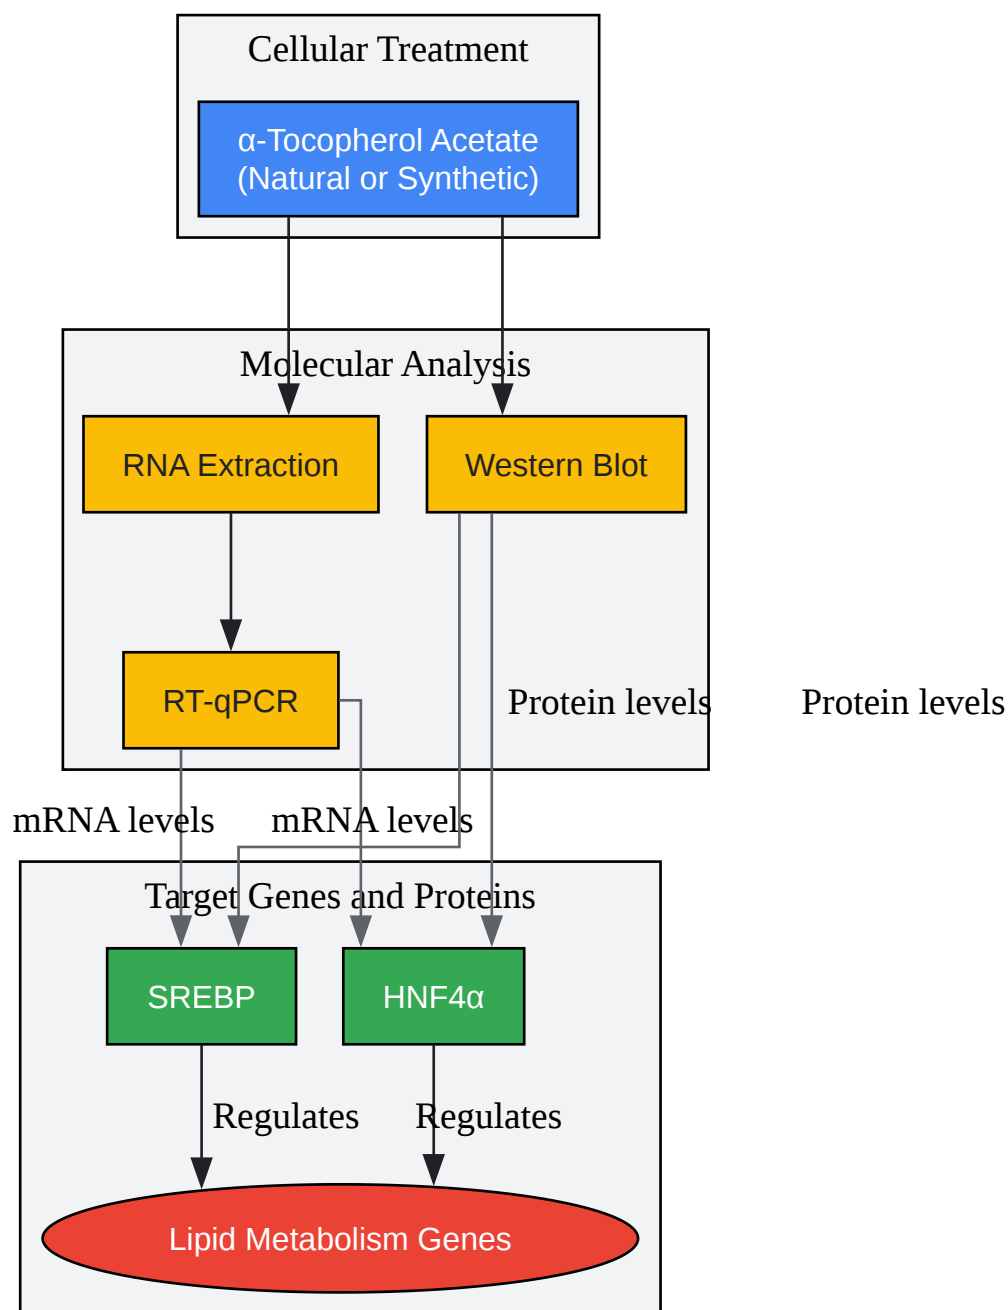 Cellular Treatment
α-Tocopherol Acetate
(Natural or Synthetic)
Molecular Analysis
RNA Extraction
Western Blot
RT-qPCR
Protein levels
Protein levels
mRNA levels
mRNA levels
Target Genes and Proteins
SREBP
HNF4α
Regulates
Regulates
Lipid Metabolism Genes